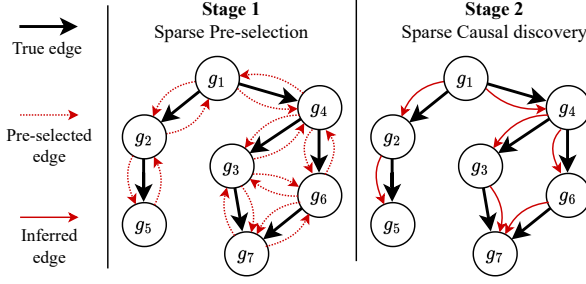 True edge
Pre-selected
edge
Inferred
edge
Stage 1
Sparse Pre-selection
g1
g4
g2
g3
g6
g5
g7
Stage 2
Sparse Causal discovery
g1
g4
g2
g3
g6
g5
g7